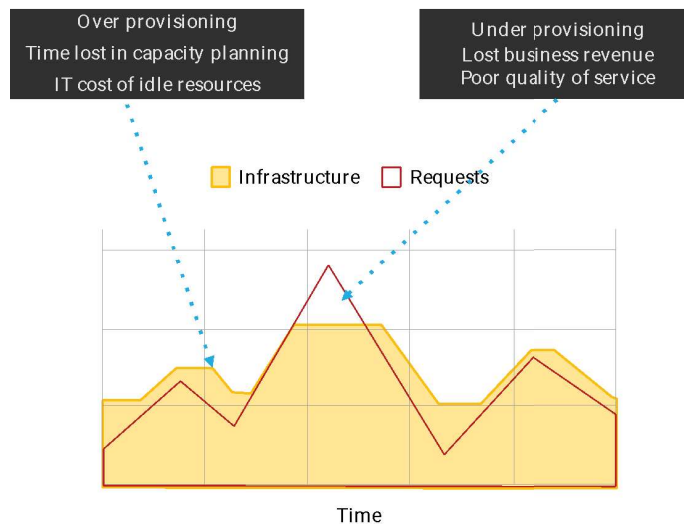 Over provisioning
Time lost in capacity planning
IT cost of idle resources
Under provisioning
Lost business revenue
Poor quality of service
Infrastructure
Requests
Time